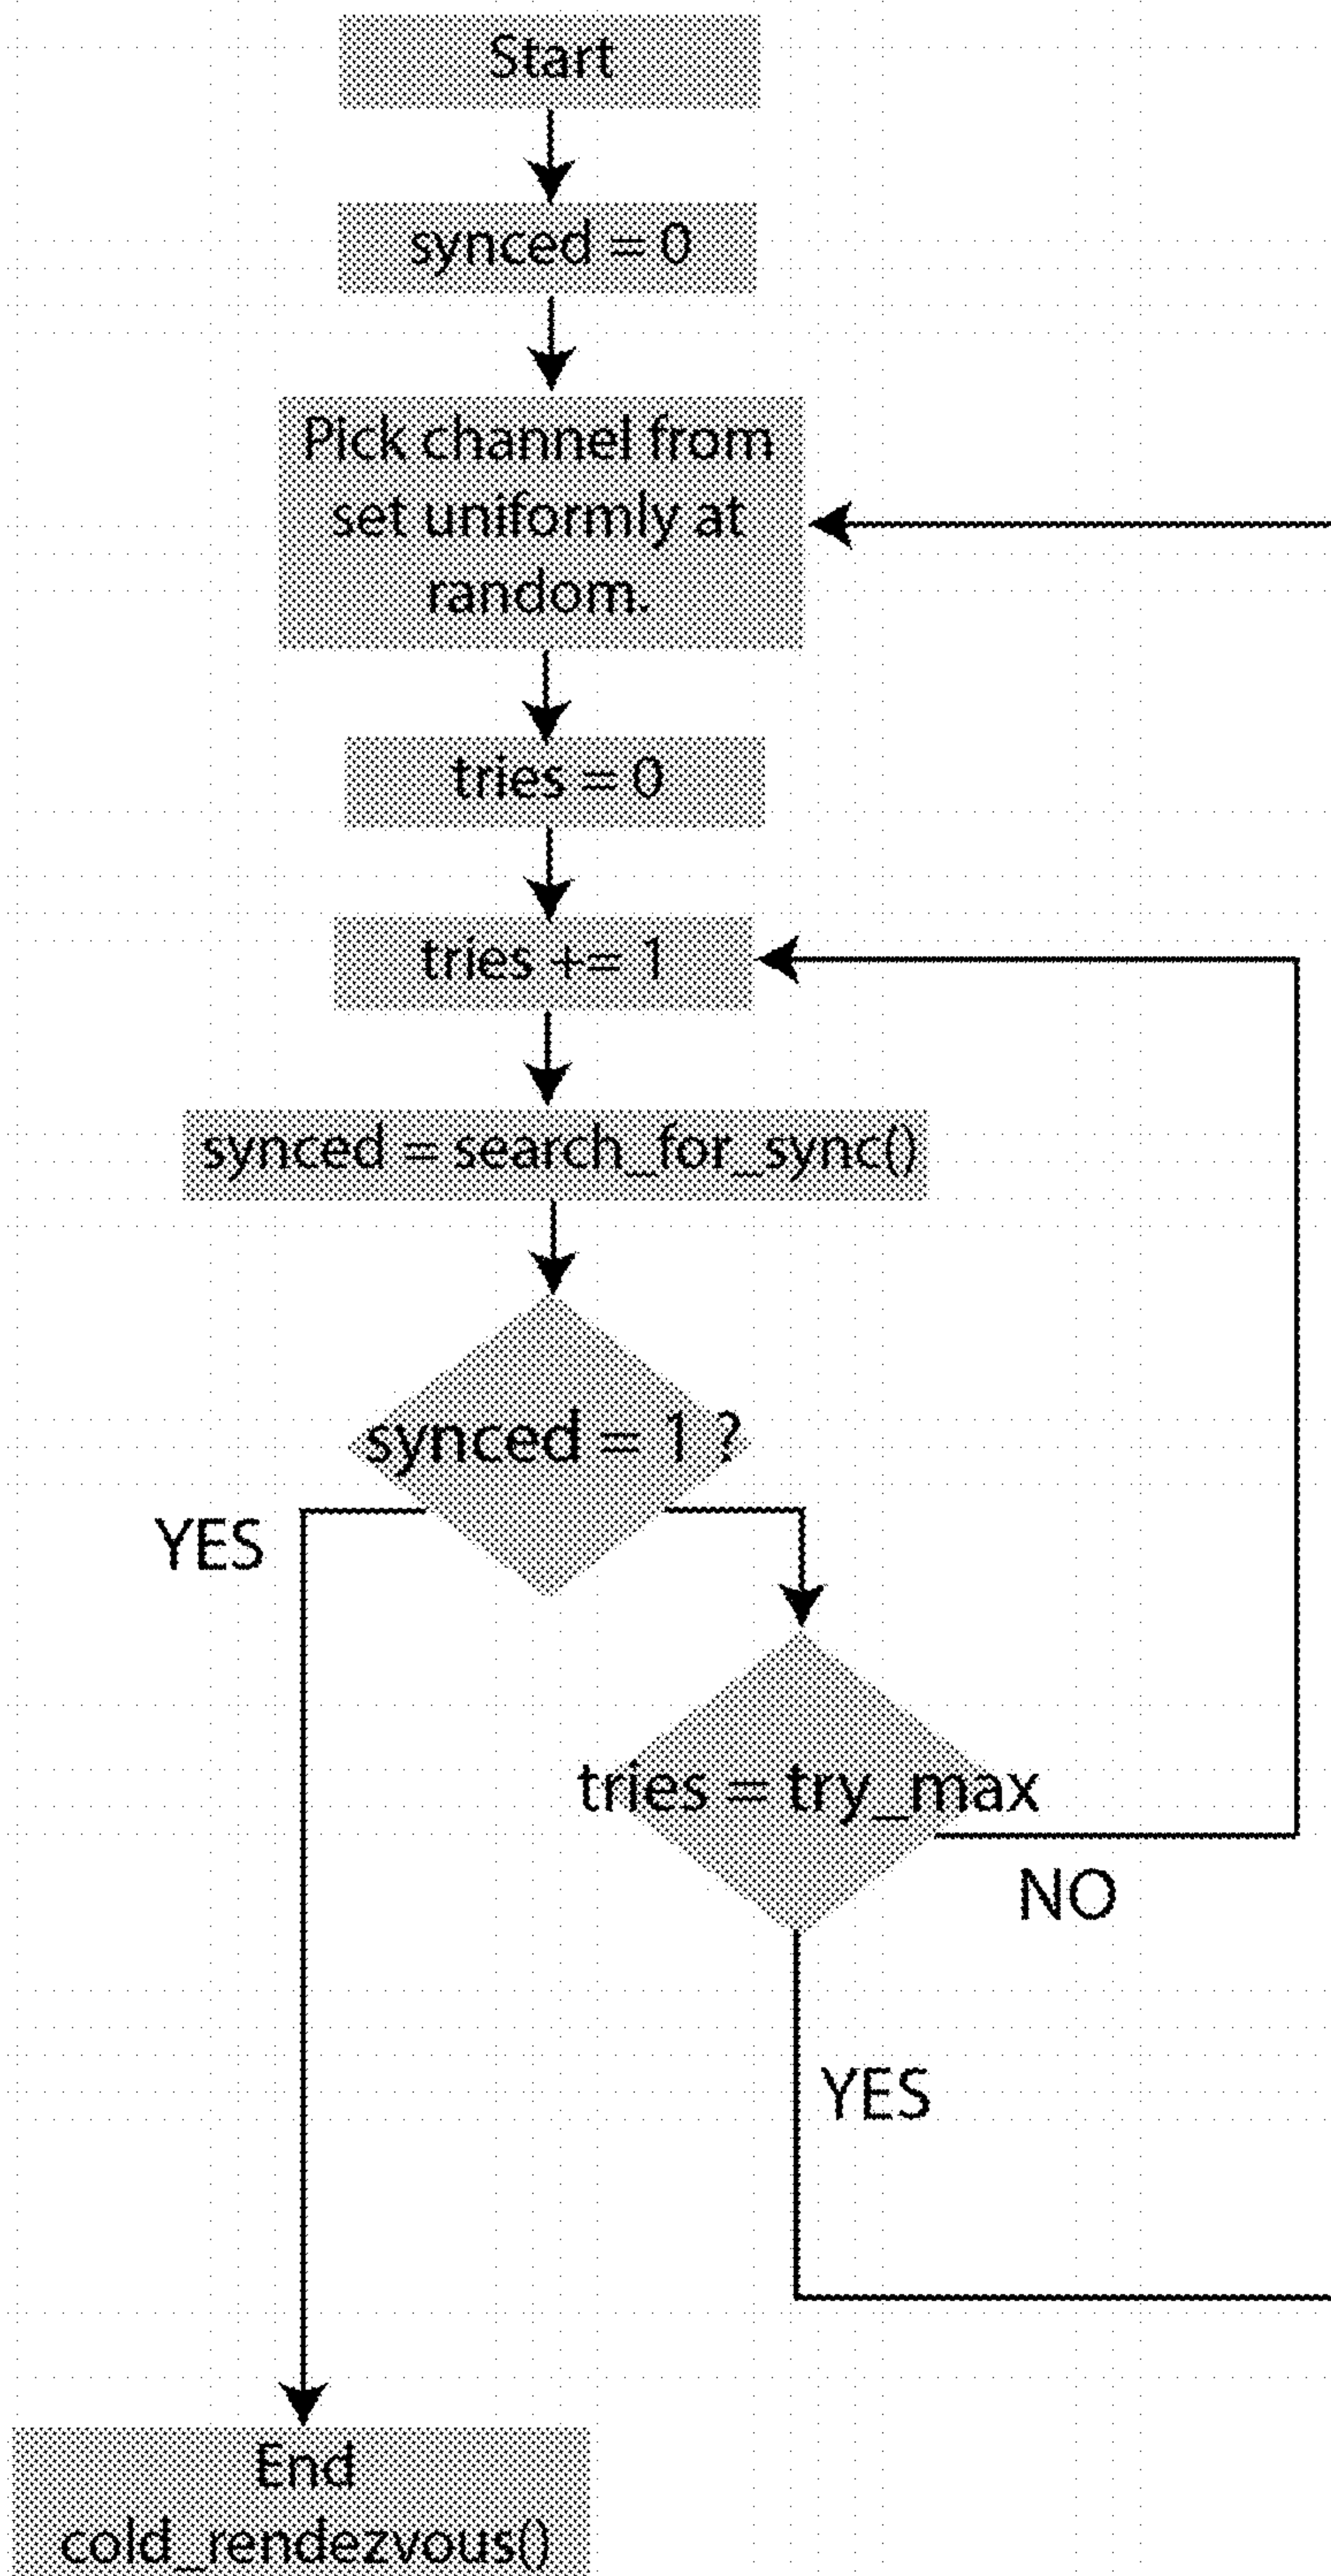 Start
synced = 0
Pick channel from
set uniformly at
random.
tries = 0
tries += 1
synced = search_for_sync()
synced = 1 ?
YES
tries = try_max
NO
YES
End
cold_rendezvous()